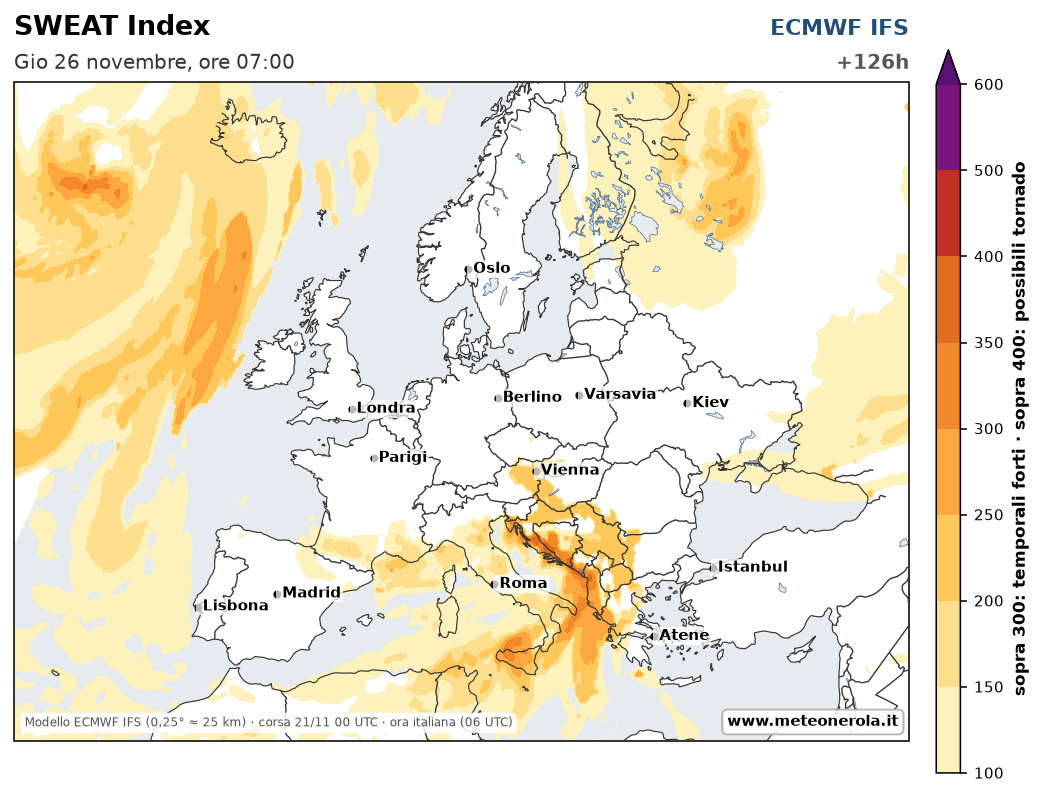 SWEAT Index
ECMWF IFS
Gio 26 novembre, ore 07:00
+126h
600
500
400
350
300
250
200
150
100
sopra 300: temporali forti · sopra 400: possibili tornado
Oslo
Londra
Berlino
Varsavia
Kiev
Parigi
Vienna
Istanbul
Roma
Madrid
Lisbona
Atene
Modello ECMWF IFS (0,25° ≈ 25 km) · corsa 21/11 00 UTC · ora italiana (06 UTC)
www.meteonerola.it